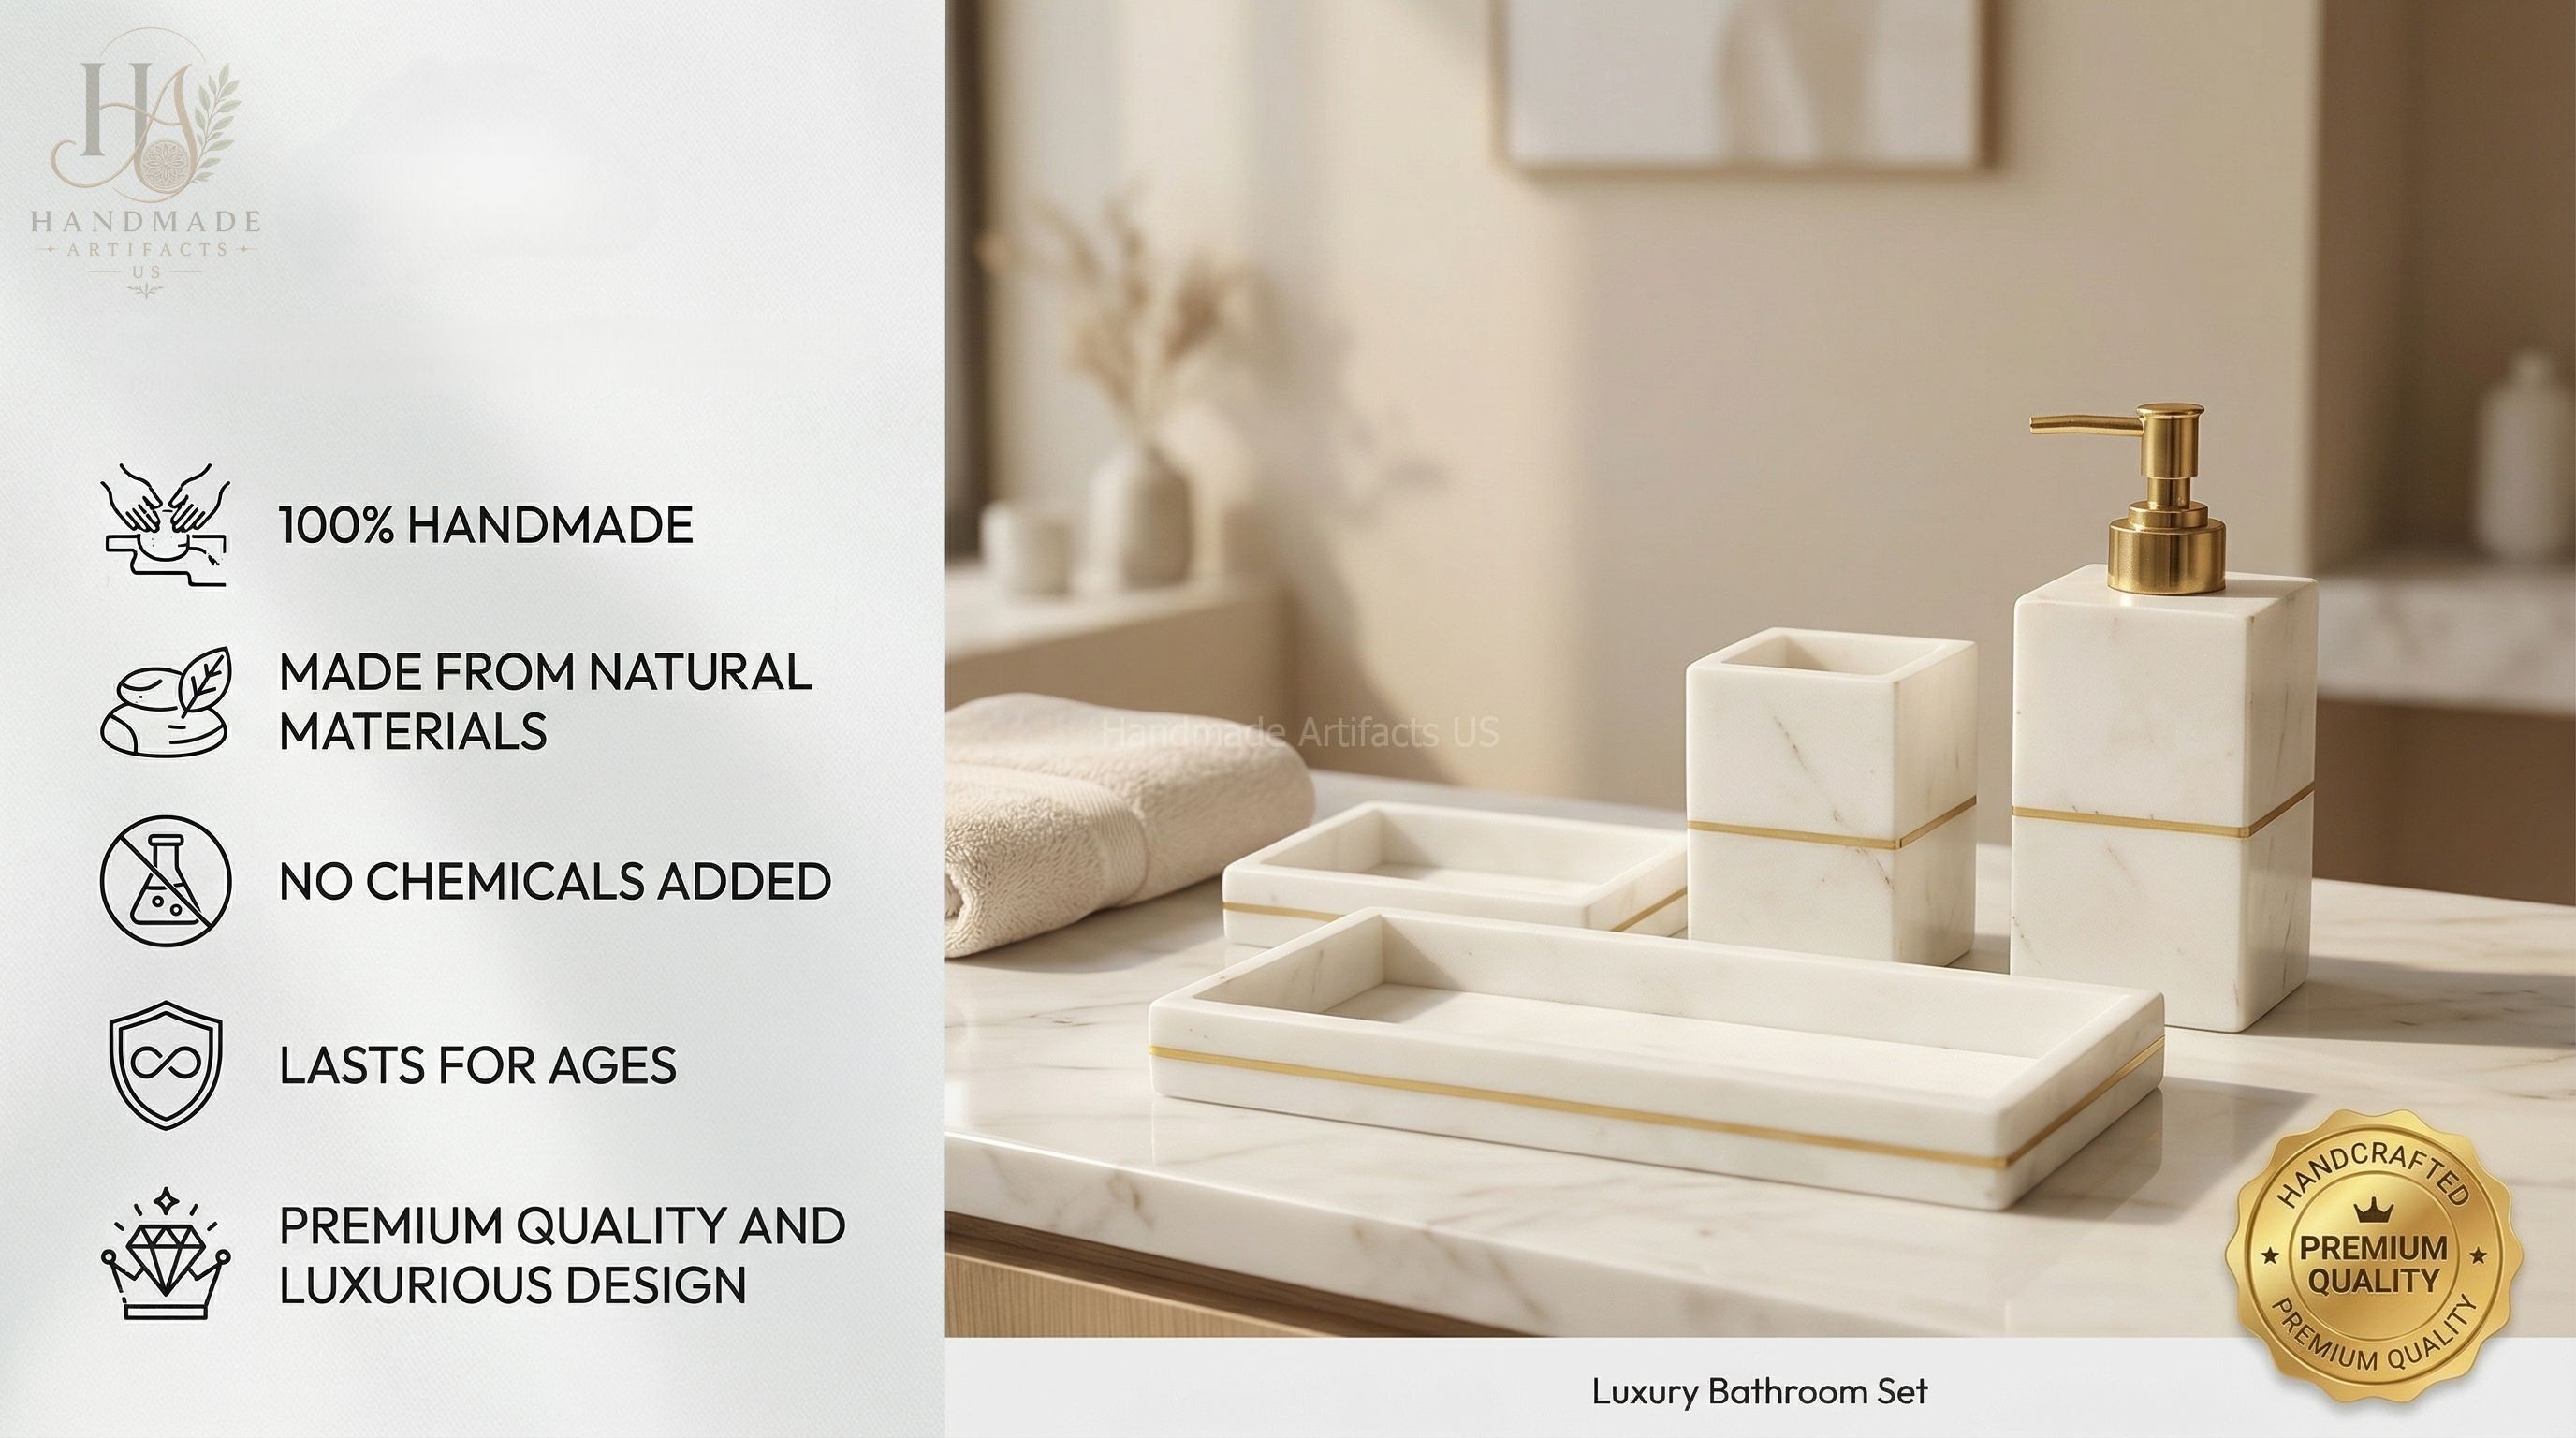 HA
HANDMADE
ARTIFACTS
US
100% HANDMADE
MADE FROM NATURAL
MATERIALS
NO CHEMICALS ADDED
LASTS FOR AGES
PREMIUM QUALITY AND
LUXURIOUS DESIGN
Handmade Artifacts US
HANDCRAFTED
PREMIUM
QUALITY
PREMIUM QUALITY
Luxury Bathroom Set